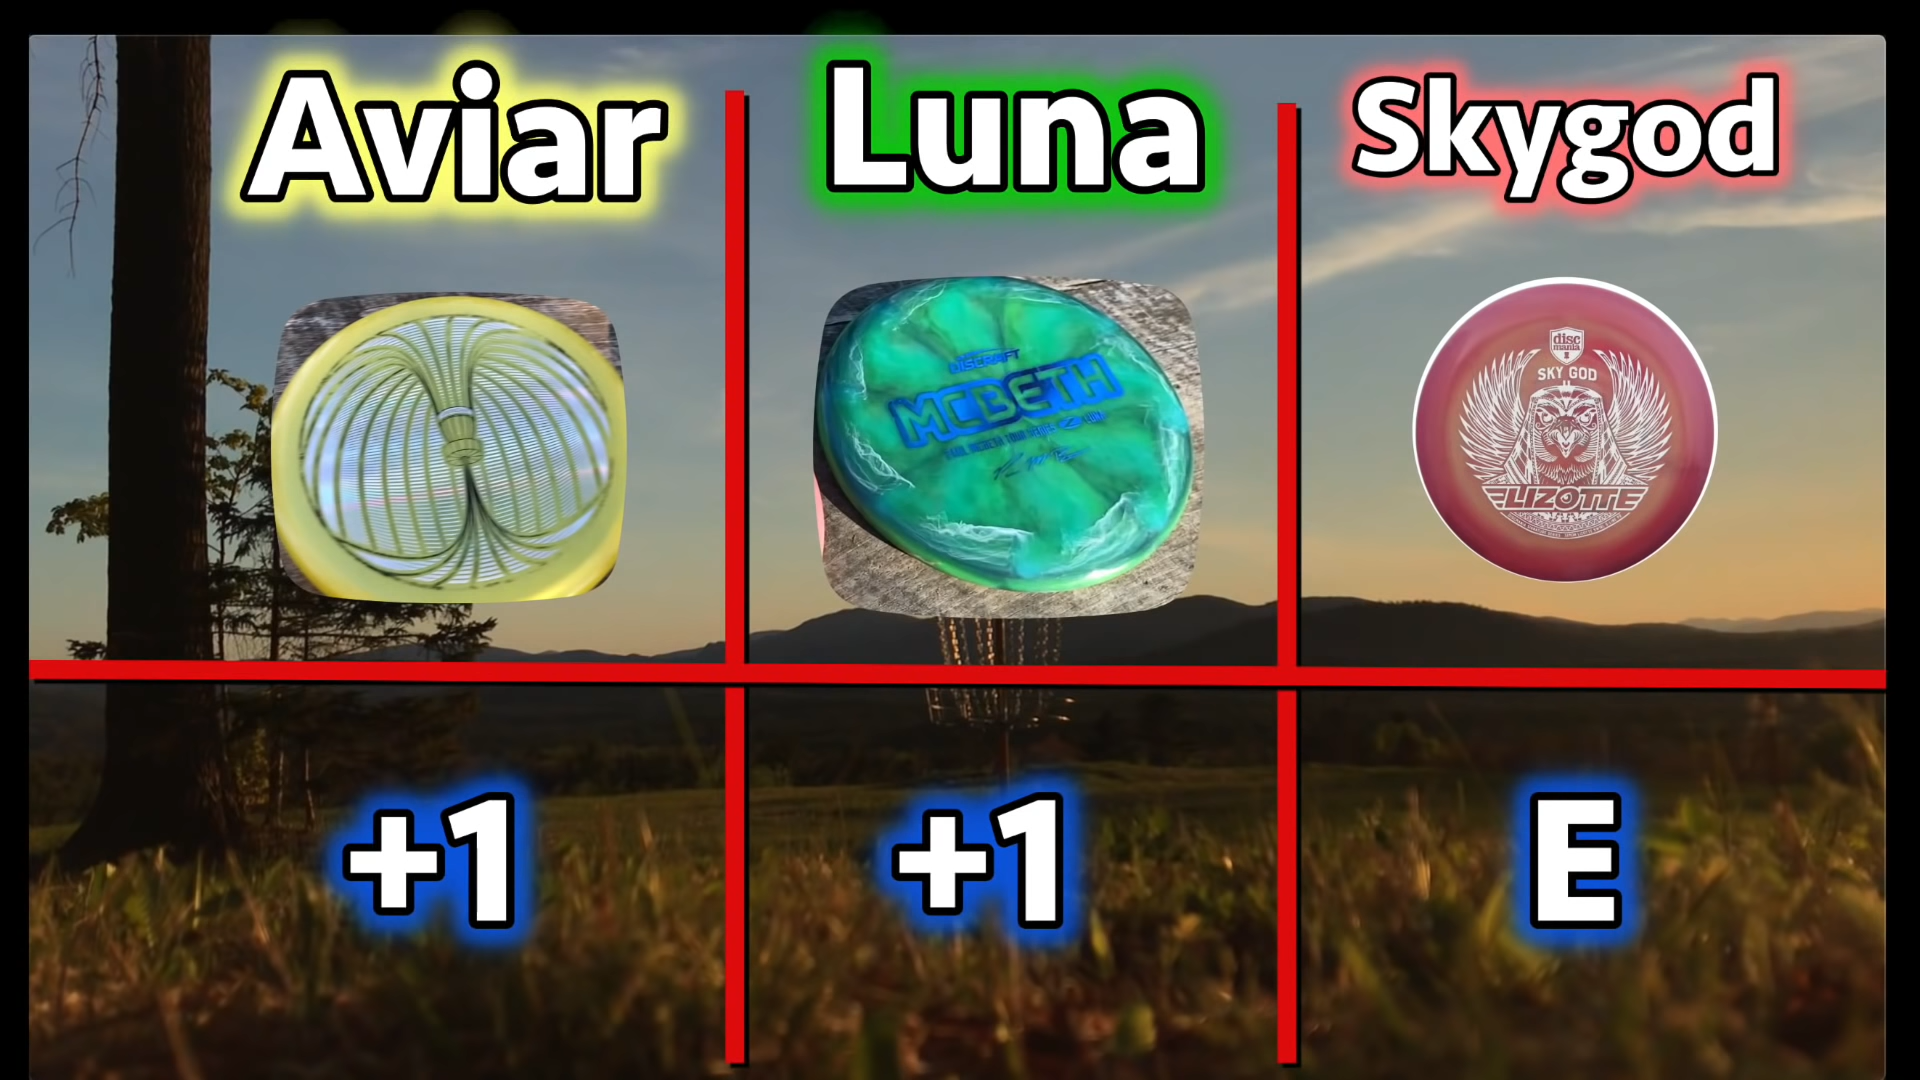 Aviar
Luna
Skygod
DISCRAFT
MCBETH
disc
mania
SKY GOD
LIZOTTE
+1
+1
E